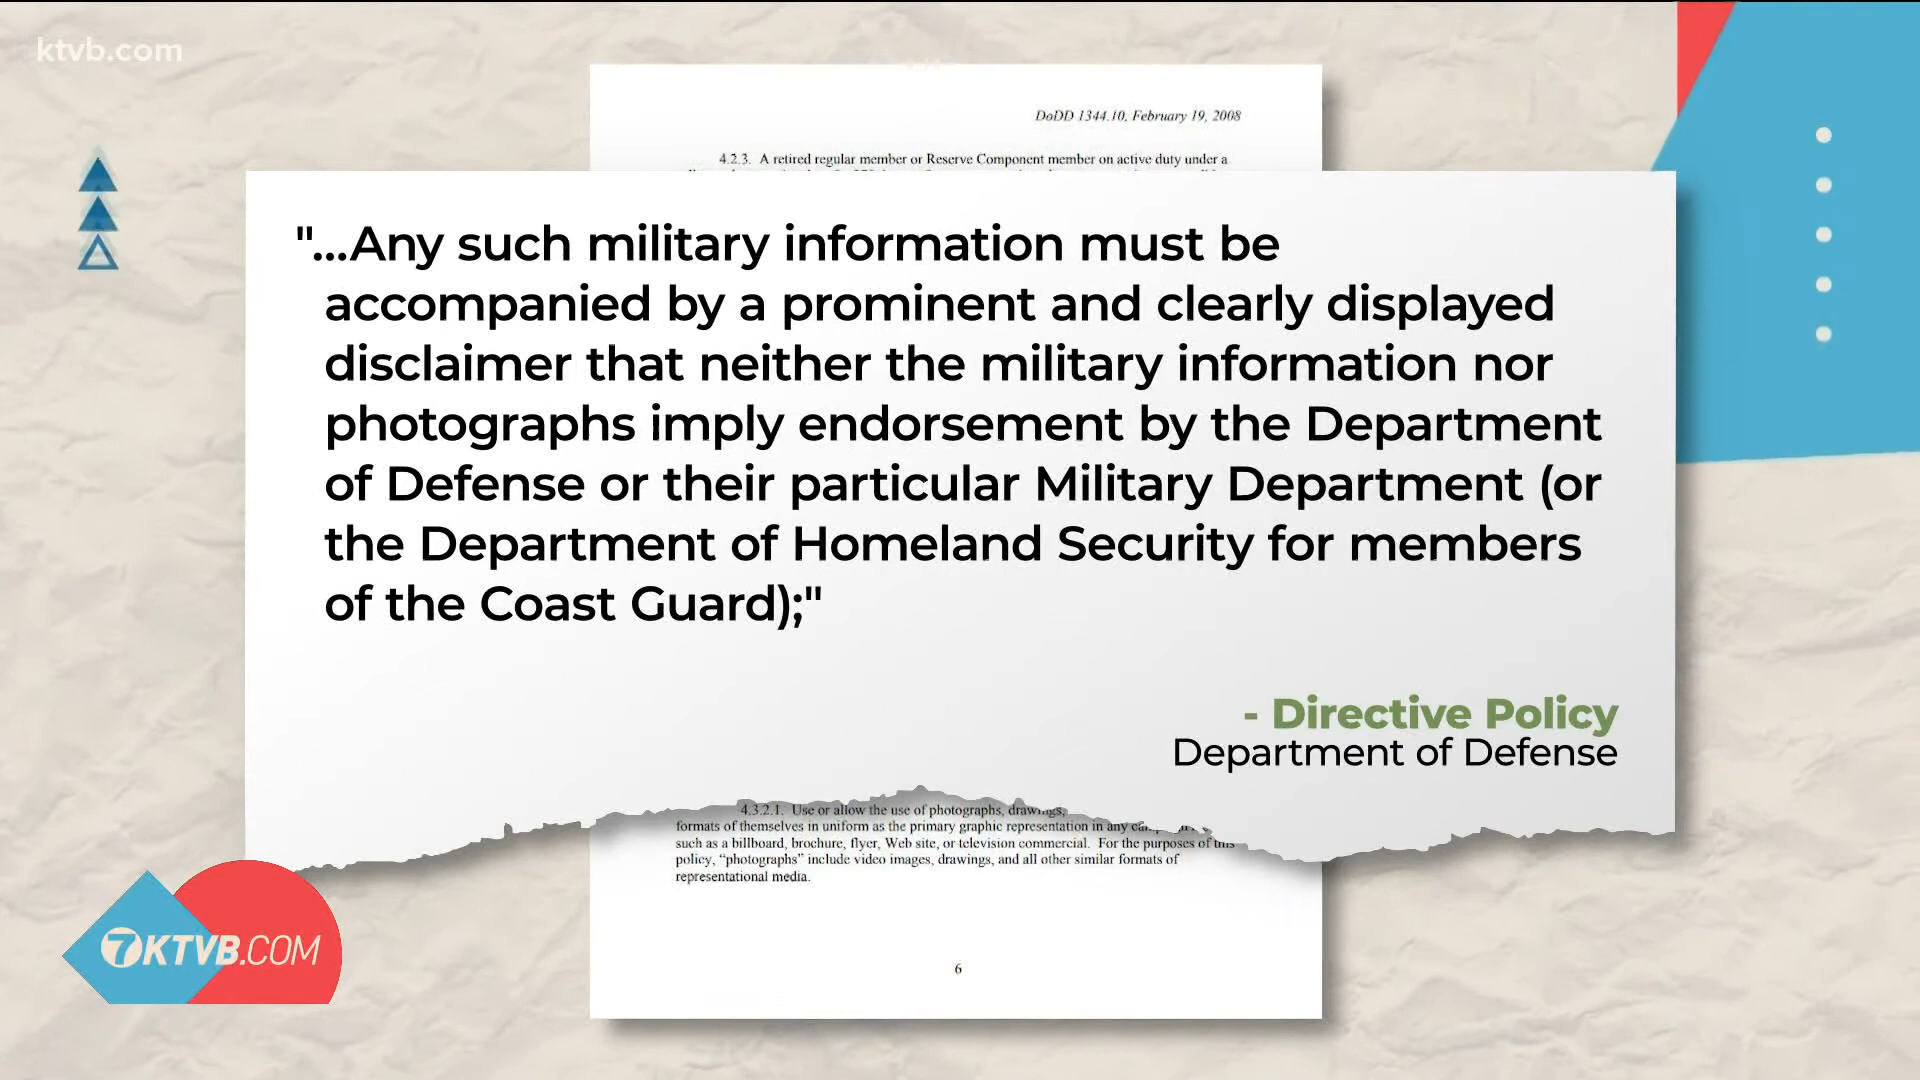 ktvb.com
DoDD 1344.10, February 19, 2008
4.2.3. A retired regular member or Reserve Component member on active duty under a
"...Any such military information must be
accompanied by a prominent and clearly displayed
disclaimer that neither the military information nor
photographs imply endorsement by the Department
of Defense or their particular Military Department (or
the Department of Homeland Security for members
of the Coast Guard);"
- Directive Policy
Department of Defense
4.3.2.1. Use or allow the use of photographs, drawings,
formats of themselves in uniform as the primary graphic representation in any
such as a billboard, brochure, flyer, Web site, or television commercial. For the purposes of this
policy, “photographs” include video images, drawings, and all other similar formats of
representational media.
7KTVB.COM
6